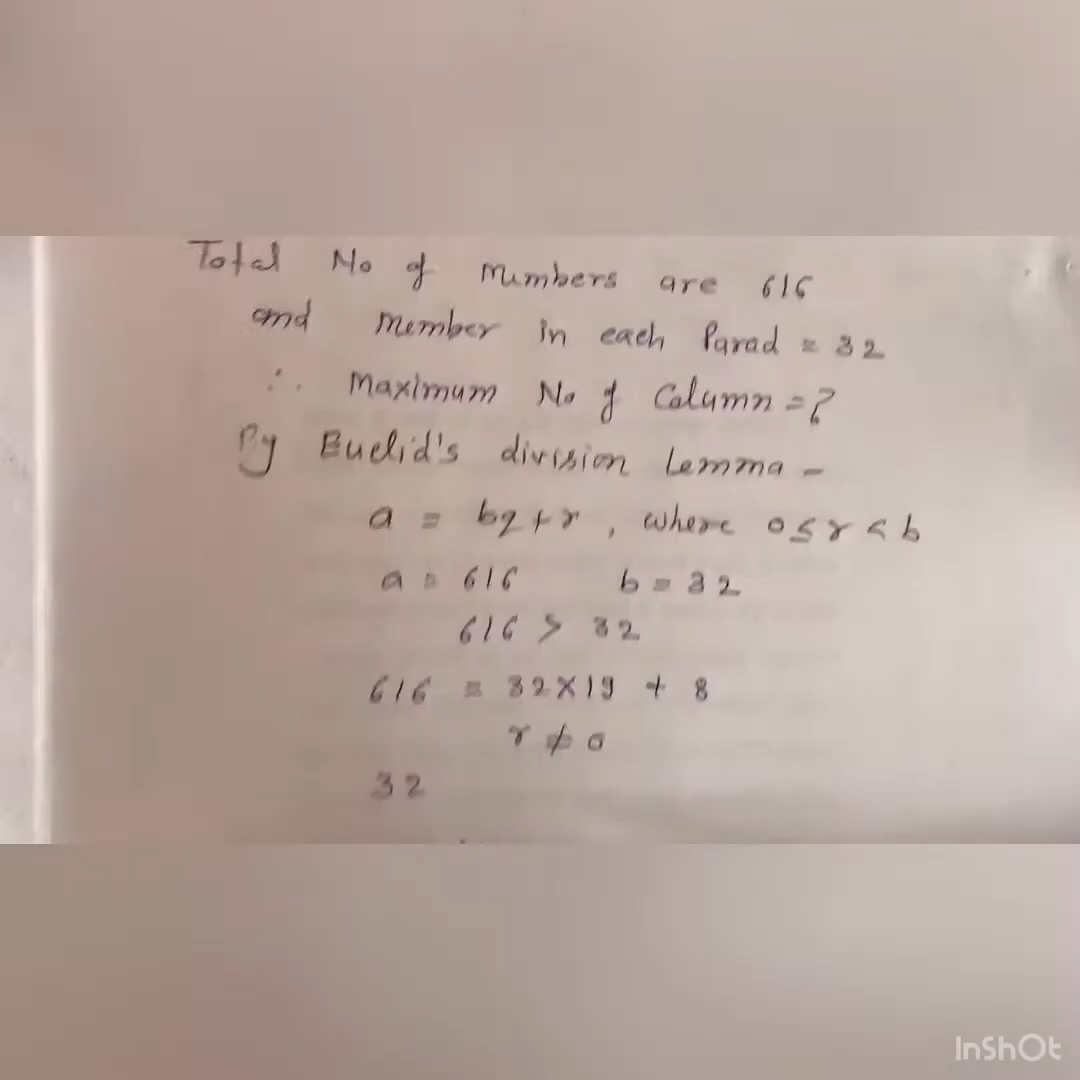 Total No of Mumbers are 616
and Member in each Parad = 32
∴ Maximum No of Column = ?
By Euclid's division Lemma -
a = bq + r , where 0 ≤ r < b
a = 616 b = 32
616 > 32
616 = 32 × 19 + 8
r ≠ 0
32
InShOt